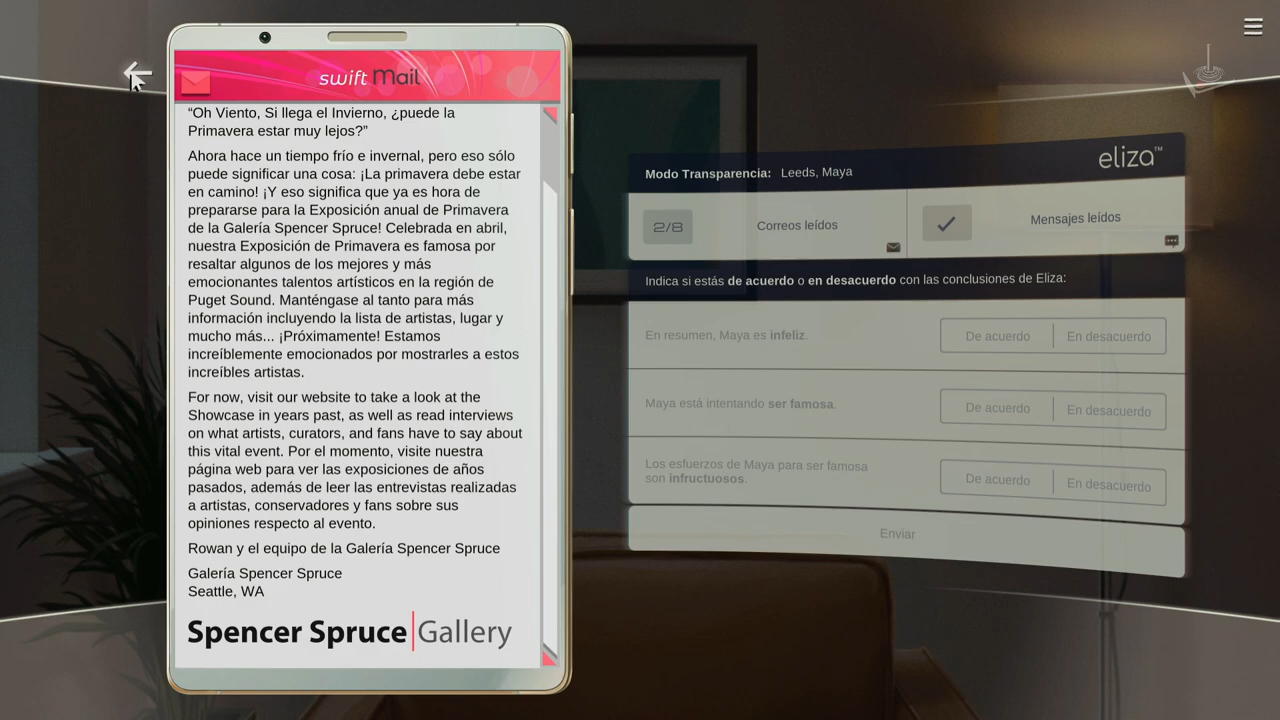 swift Mail
“Oh Viento, Si llega el Invierno, ¿puede la
Primavera estar muy lejos?”
Ahora hace un tiempo frío e invernal, pero eso sólo
puede significar una cosa: ¡La primavera debe estar
en camino! ¡Y eso significa que ya es hora de
prepararse para la Exposición anual de Primavera
de la Galería Spencer Spruce! Celebrada en abril,
nuestra Exposición de Primavera es famosa por
resaltar algunos de los mejores y más
emocionantes talentos artísticos en la región de
Puget Sound. Manténgase al tanto para más
información incluyendo la lista de artistas, lugar y
mucho más... ¡Próximamente! Estamos
increíblemente emocionados por mostrarles a estos
increíbles artistas.
For now, visit our website to take a look at the
Showcase in years past, as well as read interviews
on what artists, curators, and fans have to say about
this vital event. Por el momento, visite nuestra
página web para ver las exposiciones de años
pasados, además de leer las entrevistas realizadas
a artistas, conservadores y fans sobre sus
opiniones respecto al evento.
Rowan y el equipo de la Galería Spencer Spruce
Galería Spencer Spruce
Seattle, WA
Spencer Spruce Gallery
eliza™
Modo Transparencia: Leeds, Maya
2/8 Correos leídos
Mensajes leídos
Indica si estás de acuerdo o en desacuerdo con las conclusiones de Eliza:
En resumen, Maya es infeliz. De acuerdo En desacuerdo
Maya está intentando ser famosa. De acuerdo En desacuerdo
Los esfuerzos de Maya para ser famosa
son infructuosos. De acuerdo En desacuerdo
Enviar